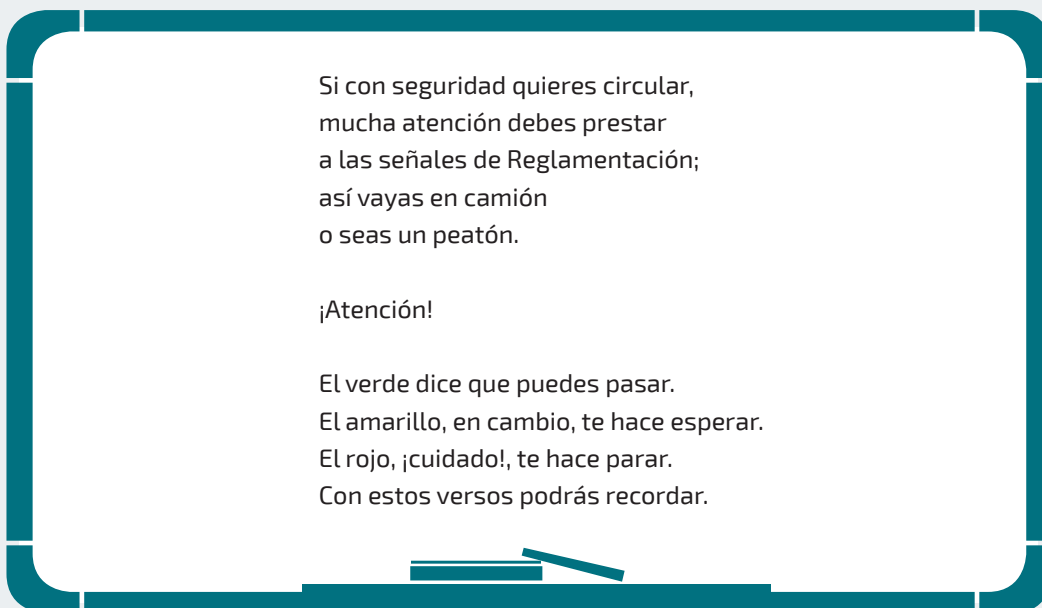 Si con seguridad quieres circular,
mucha atención debes prestar
a las señales de Reglamentación;
así vayas en camión
o seas un peatón.
¡Atención!
El verde dice que puedes pasar.
El amarillo, en cambio, te hace esperar.
El rojo, ¡cuidado!, te hace parar.
Con estos versos podrás recordar.